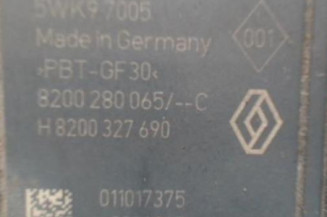 5WK9 7005
Made in Germany
001
»PBT-GF30«
8200 280 065/--C
H 8200 327 690
011017375